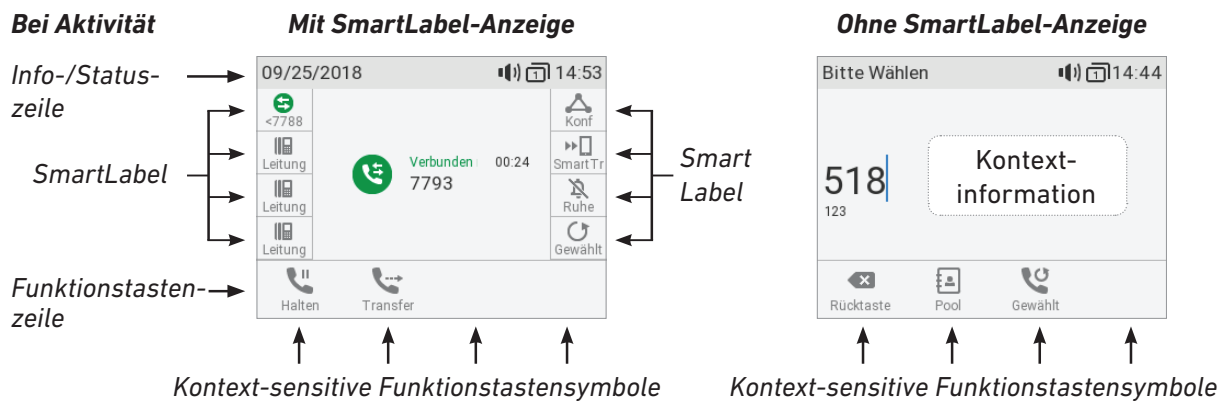 Bei Aktivität
Mit SmartLabel-Anzeige
Ohne SmartLabel-Anzeige
Info-/Status-
zeile
SmartLabel
Funktionstasten-
zeile
09/25/2018
1
14:53
<7788
Leitung
Leitung
Leitung
Verbunden
00:24
7793
Konf
SmartTr
Ruhe
Gewählt
Halten
Transfer
Smart
Label
Kontext-sensitive Funktionstastensymbole
Bitte Wählen
1
14:44
518
123
Kontext-
information
Rücktaste
Pool
Gewählt
Kontext-sensitive Funktionstastensymbole